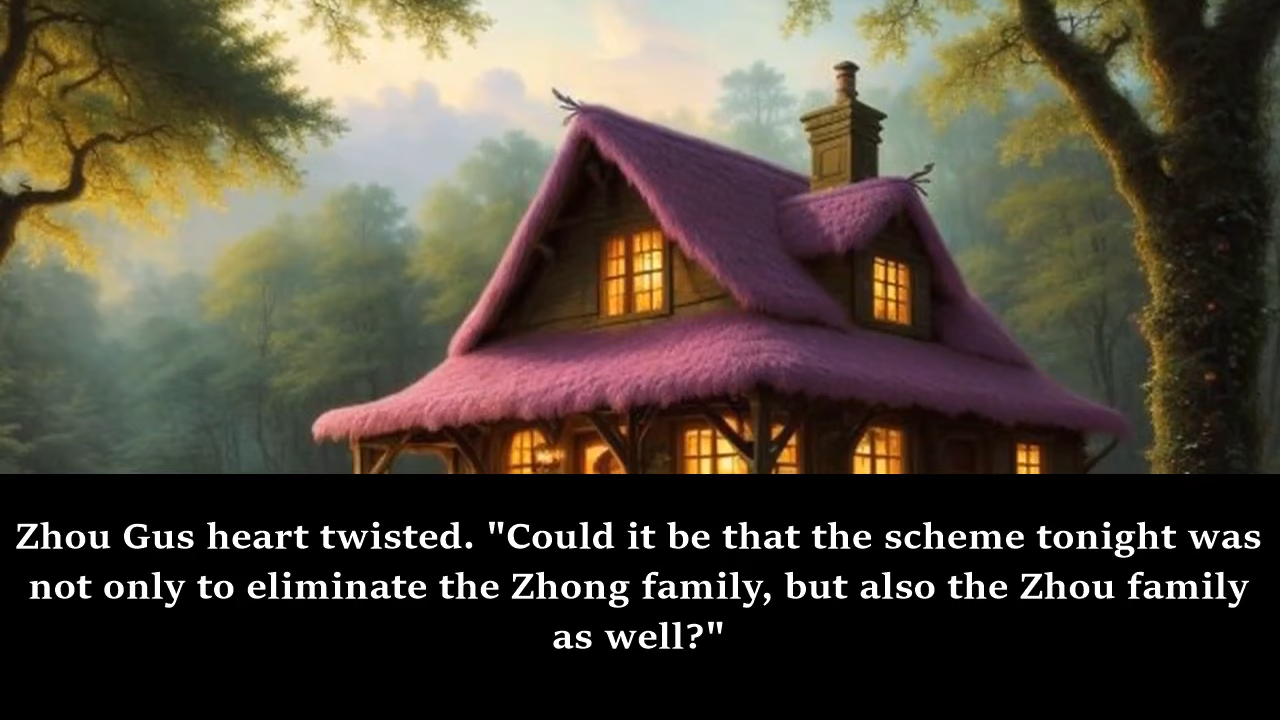 Zhou Gus heart twisted. "Could it be that the scheme tonight was
not only to eliminate the Zhong family, but also the Zhou family
as well?"